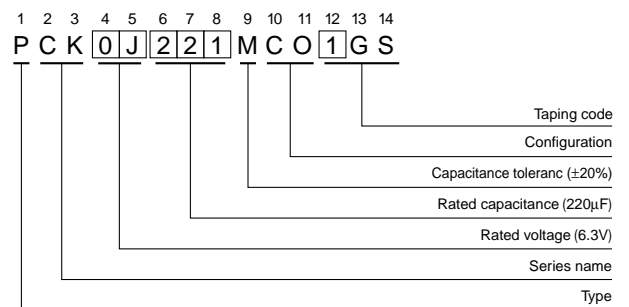 1 2 3 4 5 6 7 8 9 10 11 12 13 14
P C K 0 J 2 2 1 M C O 1 G S
Taping code
Configuration
Capacitance toleranc (±20%)
Rated capacitance (220µF)
Rated voltage (6.3V)
Series name
Type